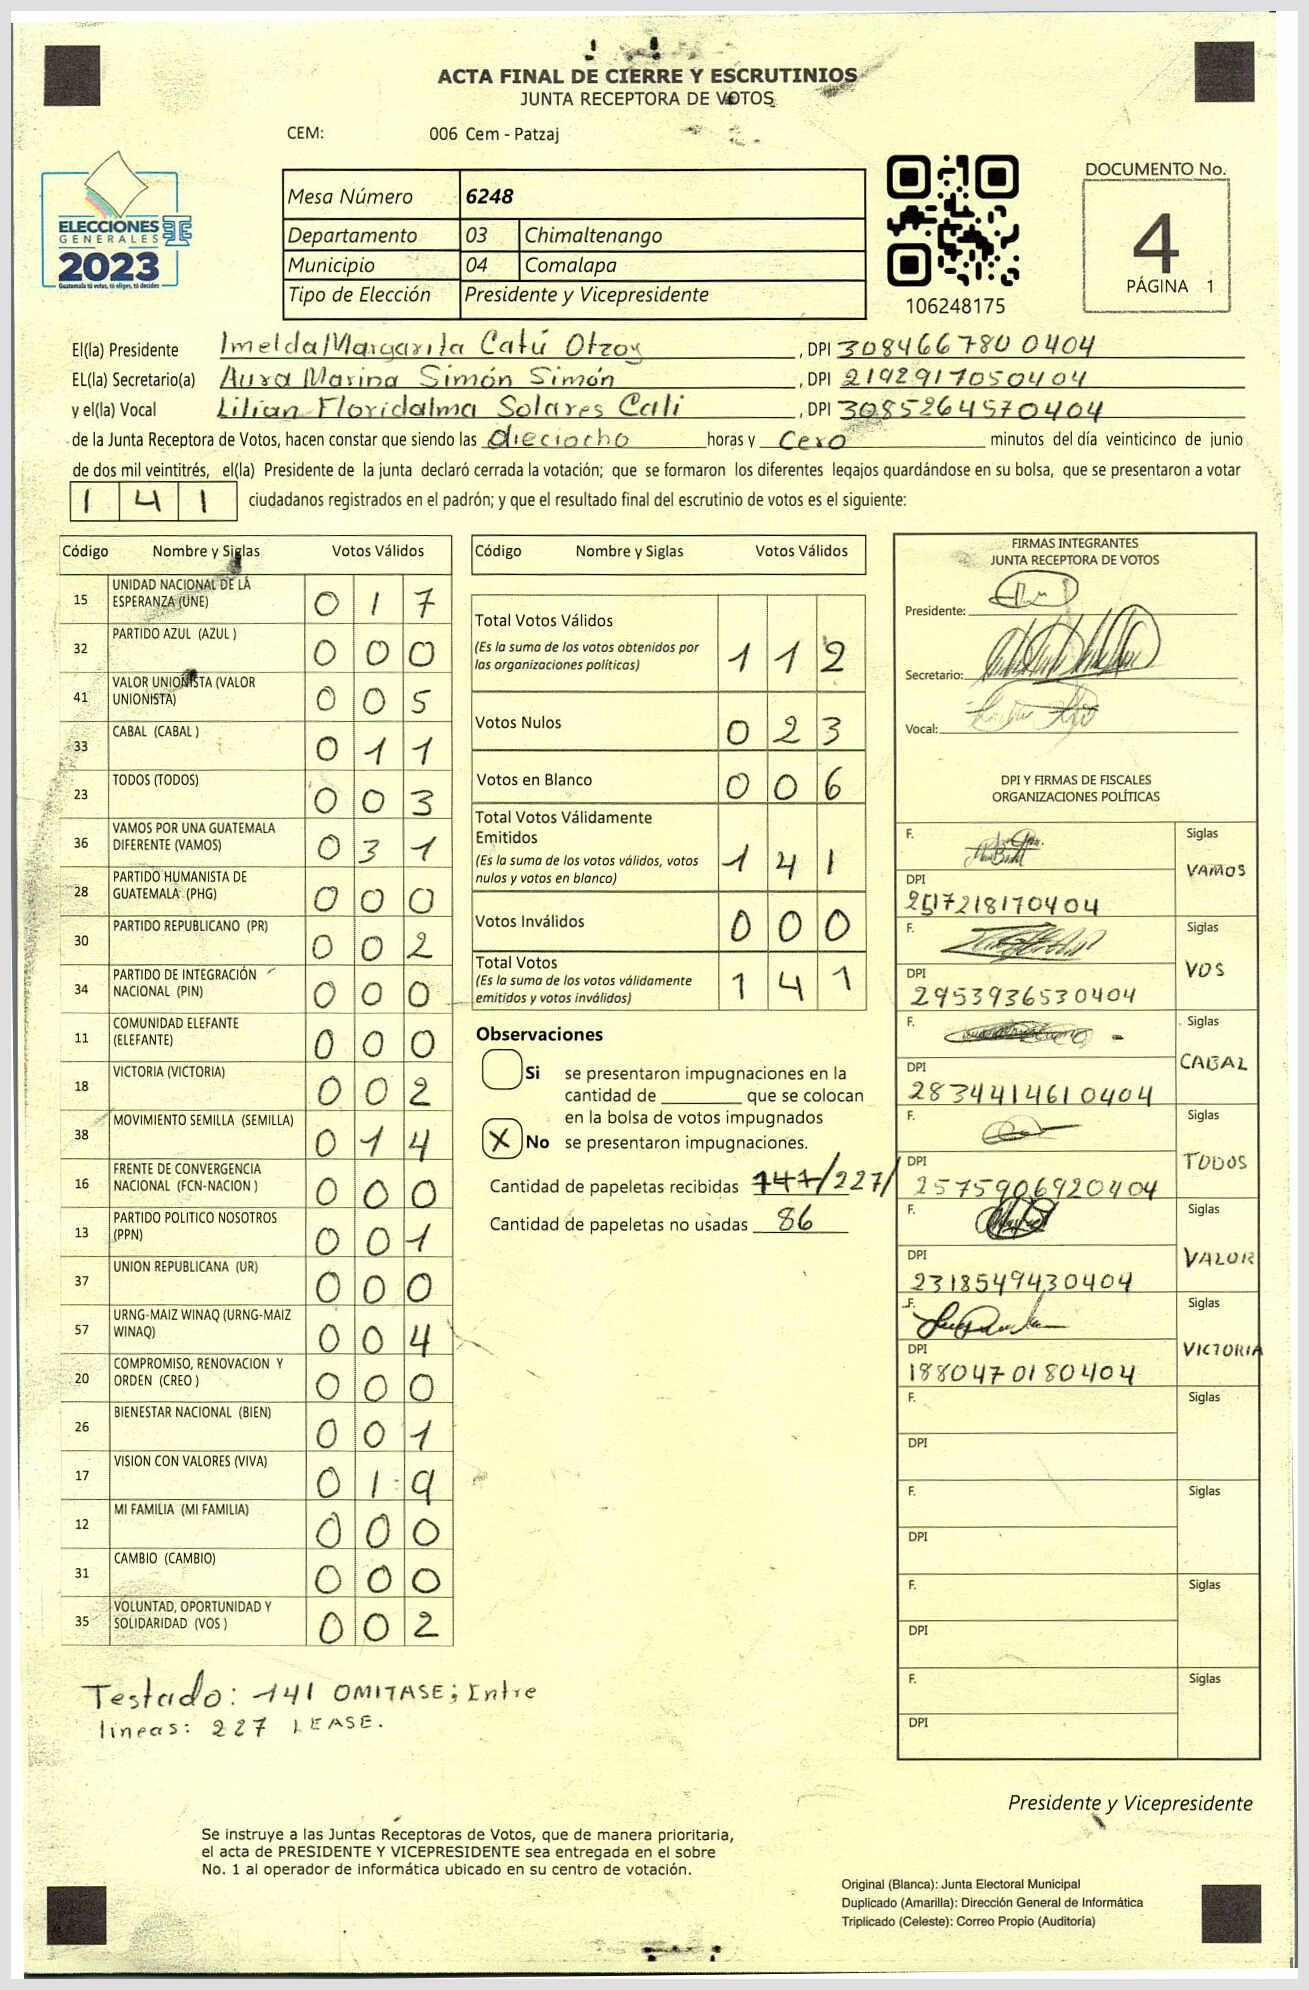 ACTA FINAL DE CIERRE Y ESCRUTINIOS
JUNTA RECEPTORA DE VOTOS
CEM: 006 Cem - Patzaj
ELECCIONES
GENERALES
2023
Guatemala tú votas, tú eliges, tú decides
Mesa Número 6248
Departamento 03 Chimaltenango
Municipio 04 Comalapa
Tipo de Elección Presidente y Vicepresidente
106248175
DOCUMENTO No.
4
PÁGINA 1
El(la) Presidente Imelda Margarita Catú Otzoy, DPI 3084667800404
EL(la) Secretario(a) Aura Marina Simón Simón, DPI 2192917050404
y el(la) Vocal Lilian Floridalma Solares Cali, DPI 3085264570404
de la Junta Receptora de Votos, hacen constar que siendo las dieciocho horas y Cero minutos del día veinticinco de junio
de dos mil veintitrés, el(la) Presidente de la junta declaró cerrada la votación; que se formaron los diferentes legajos quardándose en su bolsa, que se presentaron a votar
141 ciudadanos registrados en el padrón; y que el resultado final del escrutinio de votos es el siguiente:
Código Nombre y Siglas Votos Válidos
15 UNIDAD NACIONAL DE LA ESPERANZA (UNE) 0 1 7
32 PARTIDO AZUL (AZUL ) 0 0 0
41 VALOR UNIONISTA (VALOR UNIONISTA) 0 0 5
33 CABAL (CABAL ) 0 1 1
23 TODOS (TODOS) 0 0 3
36 VAMOS POR UNA GUATEMALA DIFERENTE (VAMOS) 0 3 1
28 PARTIDO HUMANISTA DE GUATEMALA (PHG) 0 0 0
30 PARTIDO REPUBLICANO (PR) 0 0 2
34 PARTIDO DE INTEGRACIÓN NACIONAL (PIN) 0 0 0
11 COMUNIDAD ELEFANTE (ELEFANTE) 0 0 0
18 VICTORIA (VICTORIA) 0 0 2
38 MOVIMIENTO SEMILLA (SEMILLA) 0 1 4
16 FRENTE DE CONVERGENCIA NACIONAL (FCN-NACION ) 0 0 0
13 PARTIDO POLITICO NOSOTROS (PPN) 0 0 1
37 UNION REPUBLICANA (UR) 0 0 0
57 URNG-MAIZ WINAQ (URNG-MAIZ WINAQ) 0 0 4
20 COMPROMISO, RENOVACION Y ORDEN (CREO ) 0 0 0
26 BIENESTAR NACIONAL (BIEN) 0 0 1
17 VISION CON VALORES (VIVA) 0 1 9
12 MI FAMILIA (MI FAMILIA) 0 0 0
31 CAMBIO (CAMBIO) 0 0 0
35 VOLUNTAD, OPORTUNIDAD Y SOLIDARIDAD (VOS ) 0 0 2
Testado: 141 OMITASE; Entre
lineas: 227 LEASE.
Código Nombre y Siglas Votos Válidos
Total Votos Válidos 1 1 2
(Es la suma de los votos obtenidos por
las organizaciones políticas)
Votos Nulos 0 2 3
Votos en Blanco 0 0 6
Total Votos Válidamente
Emitidos 1 4 1
(Es la suma de los votos válidos, votos
nulos y votos en blanco)
Votos Inválidos 0 0 0
Total Votos 1 4 1
(Es la suma de los votos válidamente
emitidos y votos inválidos)
Observaciones
Si se presentaron impugnaciones en la
cantidad de ________ que se colocan
en la bolsa de votos impugnados
X No se presentaron impugnaciones.
Cantidad de papeletas recibidas 141/227/
Cantidad de papeletas no usadas 86
FIRMAS INTEGRANTES
JUNTA RECEPTORA DE VOTOS
Presidente:
Secretario:
Vocal:
DPI Y FIRMAS DE FISCALES
ORGANIZACIONES POLÍTICAS
F. Siglas
VAMOS
DPI
2517218170404
F. Siglas
VOS
DPI
2953936530404
F. Siglas
CABAL
DPI
2834414610404
F. Siglas
TODOS
DPI
2575906920404
F. Siglas
VALOR
DPI
2318549430404
F. Siglas
VICTORIA
DPI
1880470180404
F. Siglas
DPI
F. Siglas
DPI
F. Siglas
DPI
F. Siglas
DPI
Presidente y Vicepresidente
Se instruye a las Juntas Receptoras de Votos, que de manera prioritaria,
el acta de PRESIDENTE Y VICEPRESIDENTE sea entregada en el sobre
No. 1 al operador de informática ubicado en su centro de votación.
Original (Blanca): Junta Electoral Municipal
Duplicado (Amarilla): Dirección General de Informática
Triplicado (Celeste): Correo Propio (Auditoría)